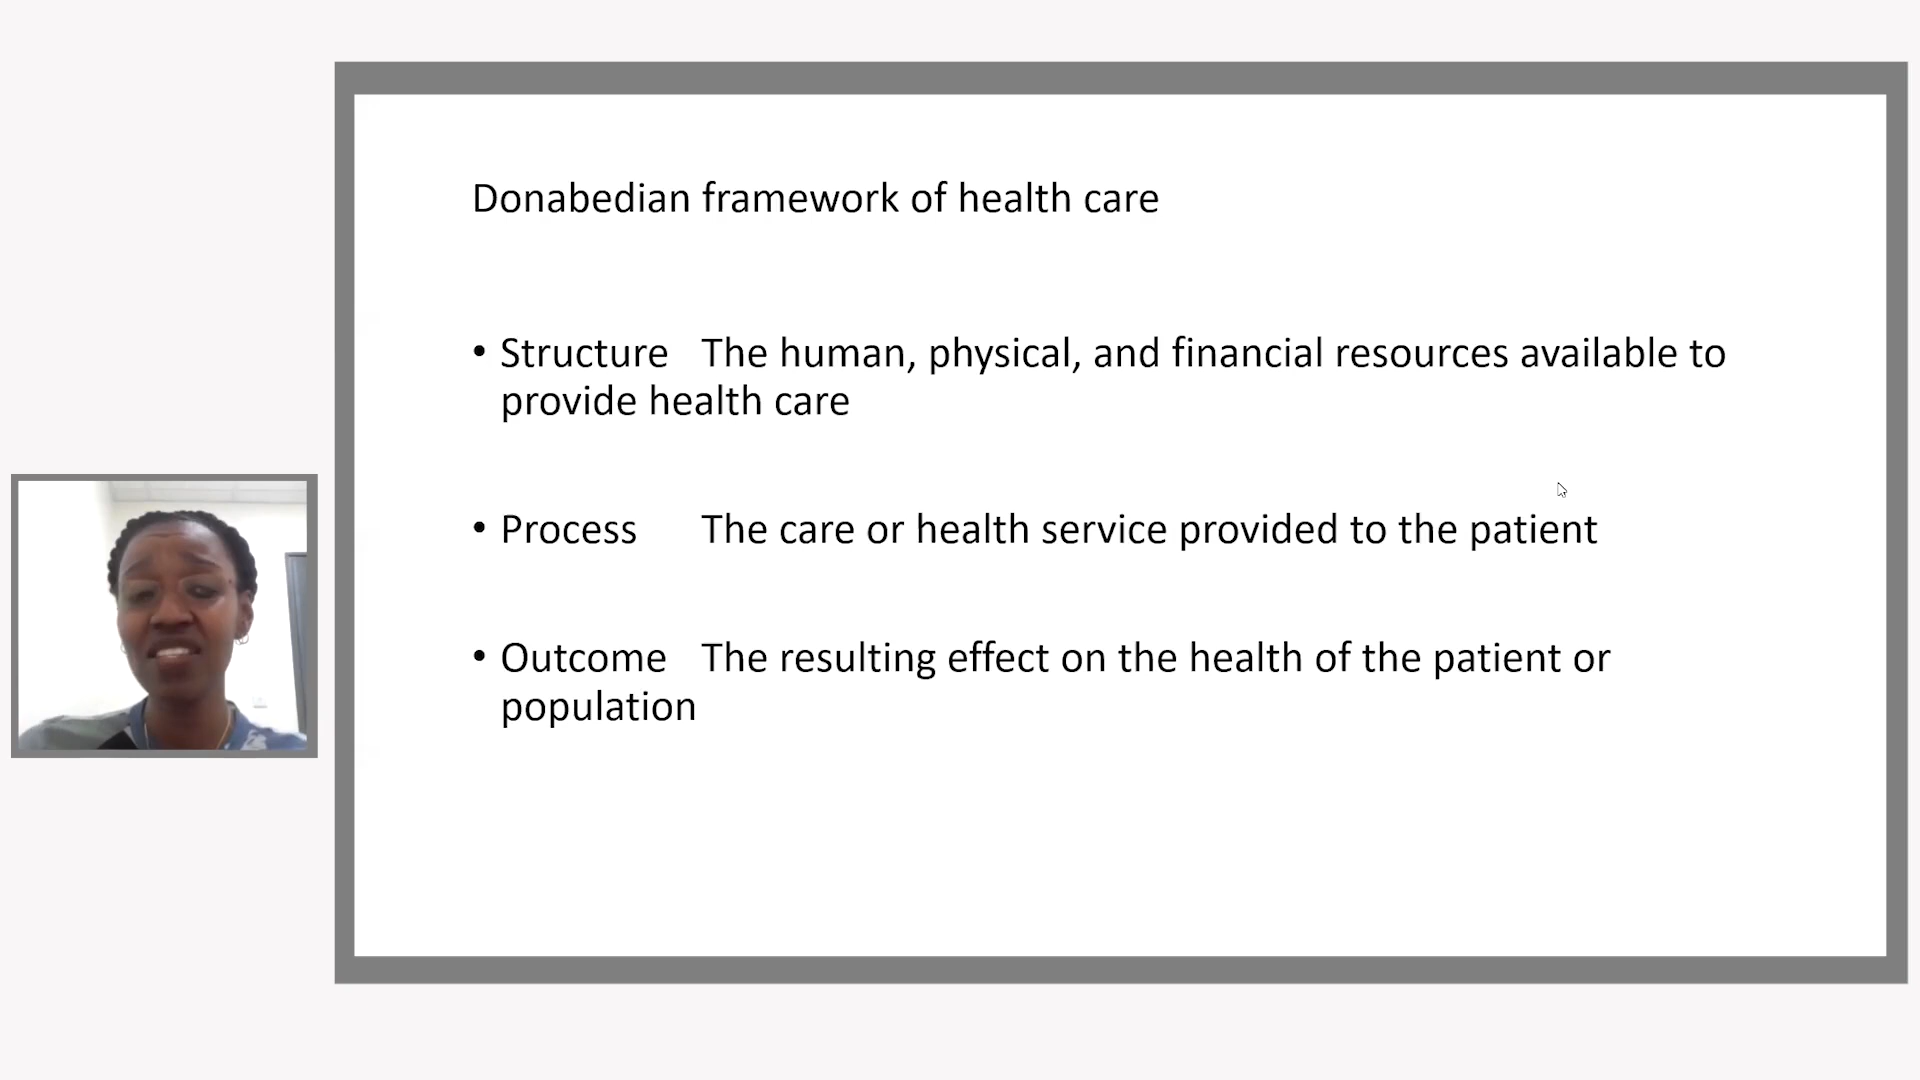 Donabedian framework of health care
• Structure The human, physical, and financial resources available to
provide health care
• Process The care or health service provided to the patient
• Outcome The resulting effect on the health of the patient or
population